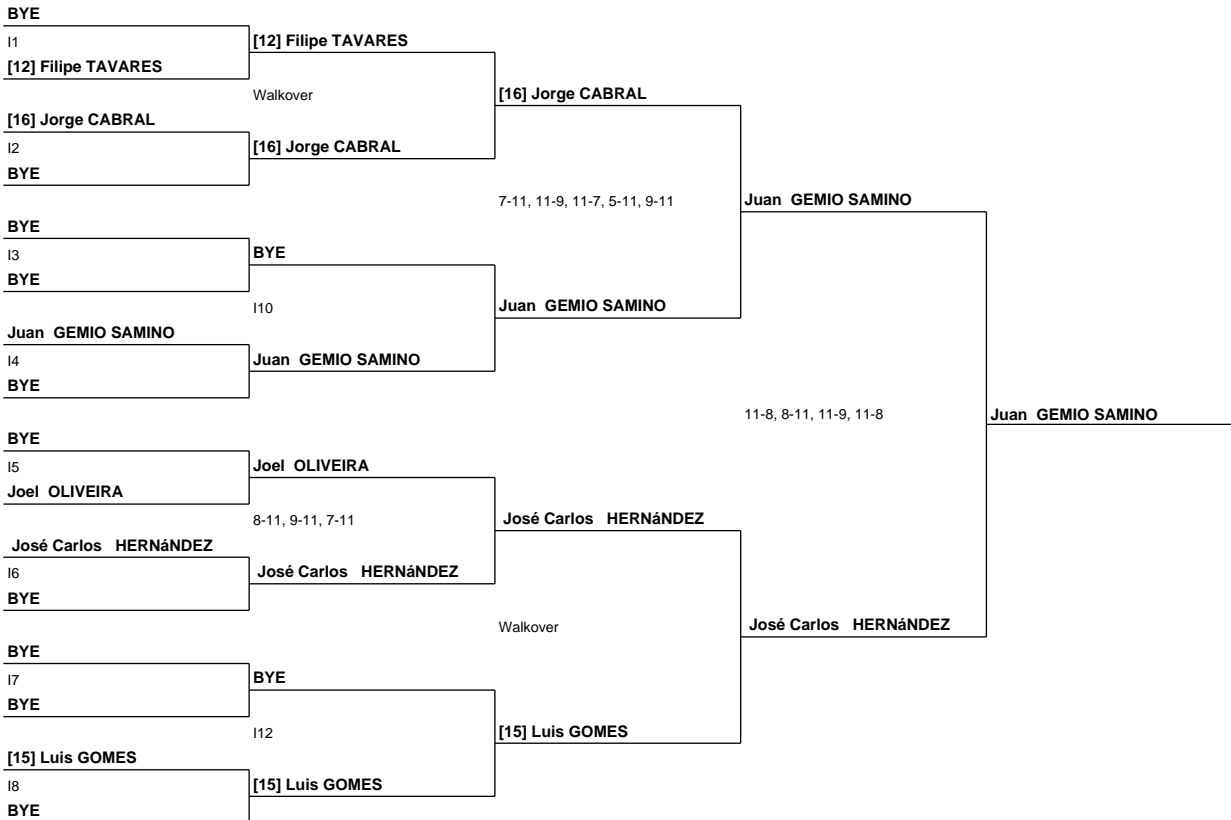 BYE
I1
[12] Filipe TAVARES
[12] Filipe TAVARES
Walkover
[16] Jorge CABRAL
[16] Jorge CABRAL
I2
[16] Jorge CABRAL
BYE
7-11, 11-9, 11-7, 5-11, 9-11
Juan GEMIO SAMINO
BYE
I3
BYE
BYE
I10
Juan GEMIO SAMINO
Juan GEMIO SAMINO
I4
Juan GEMIO SAMINO
BYE
11-8, 8-11, 11-9, 11-8
Juan GEMIO SAMINO
BYE
I5
Joel OLIVEIRA
Joel OLIVEIRA
8-11, 9-11, 7-11
José Carlos HERNáNDEZ
José Carlos HERNáNDEZ
I6
José Carlos HERNáNDEZ
BYE
Walkover
José Carlos HERNáNDEZ
BYE
I7
BYE
BYE
I12
[15] Luis GOMES
[15] Luis GOMES
I8
[15] Luis GOMES
BYE